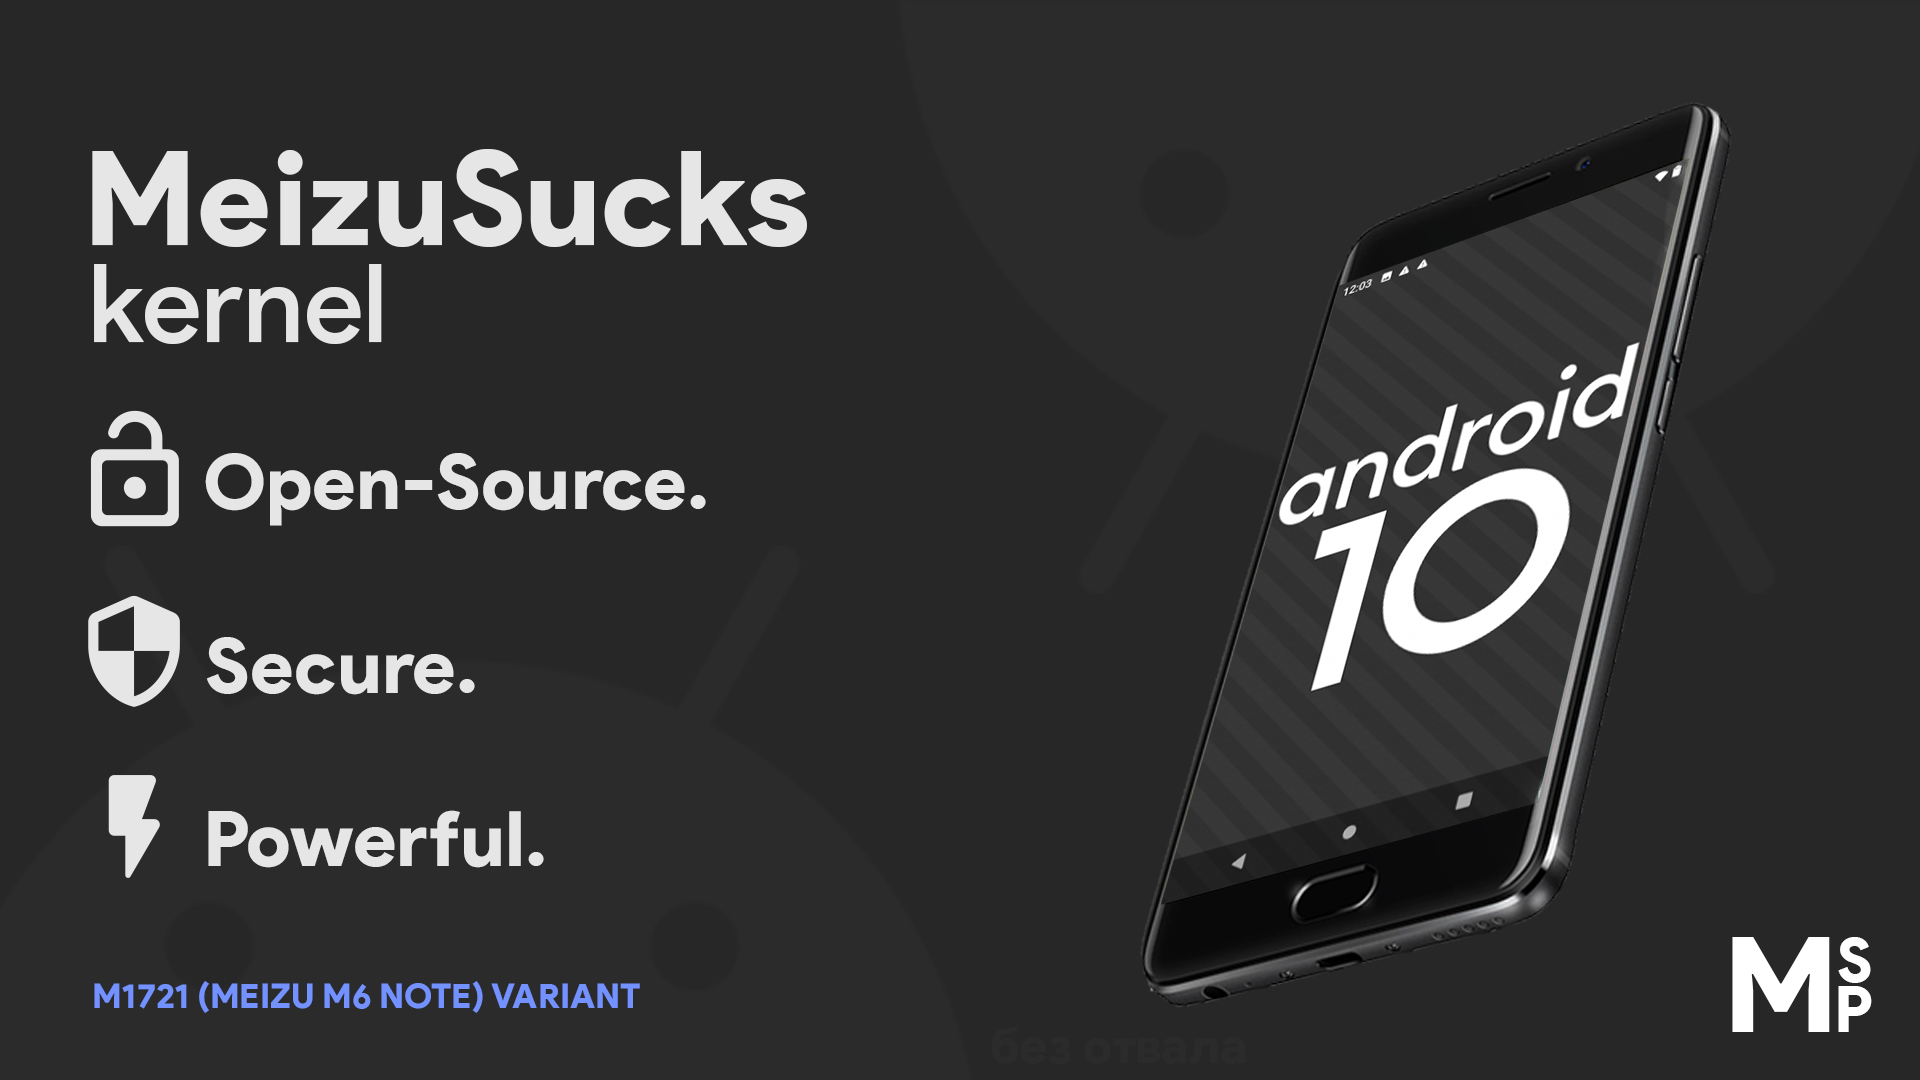 MeizuSucks
kernel
Open-Source.
Secure.
Powerful.
M1721 (MEIZU M6 NOTE) VARIANT
12:03
android
10
MSP
без отвала